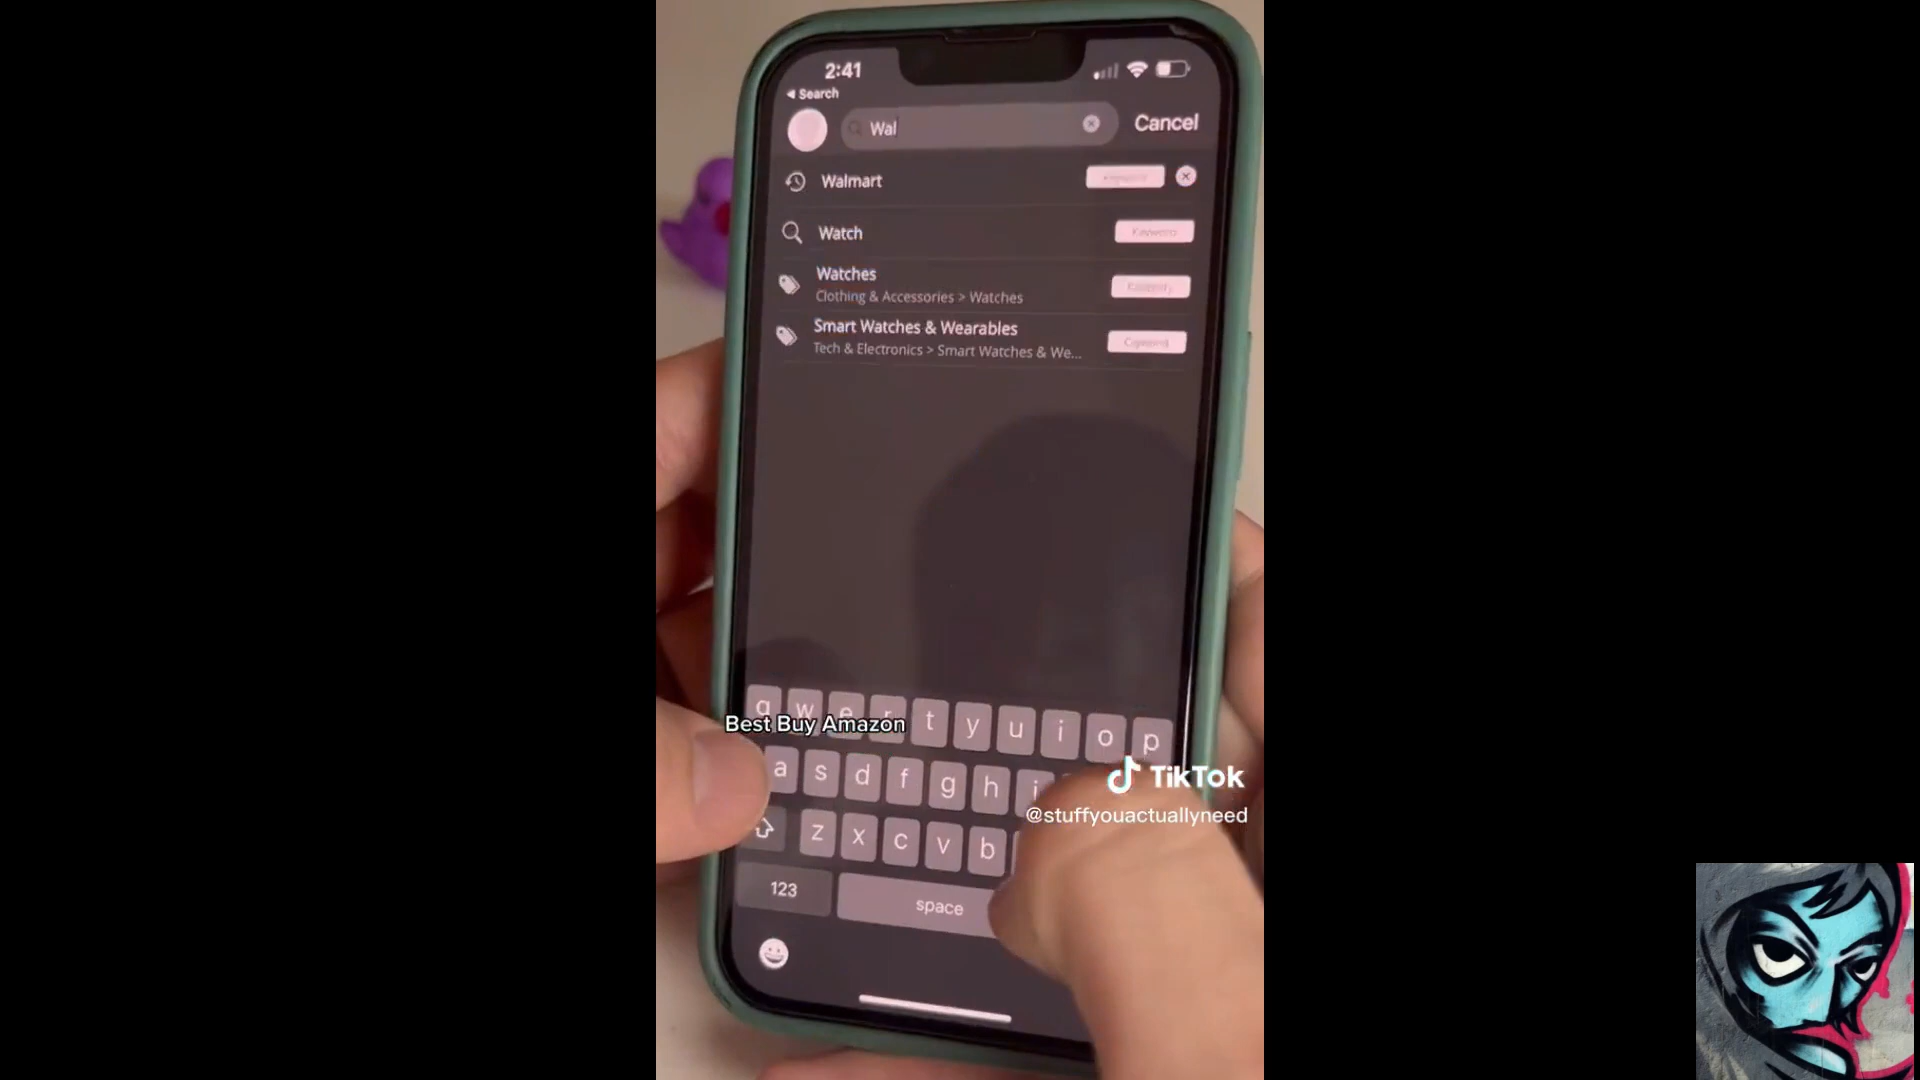 2:41
Search
Wal
Cancel
Walmart
Watch
Keyword
Watches
Clothing & Accessories > Watches
Smart Watches & Wearables
Tech & Electronics > Smart Watches & We...
q w e r t y u i o p
Best Buy Amazon
a s d f g h j
TikTok
@stuffyouactuallyneed
z x c v b
123
space